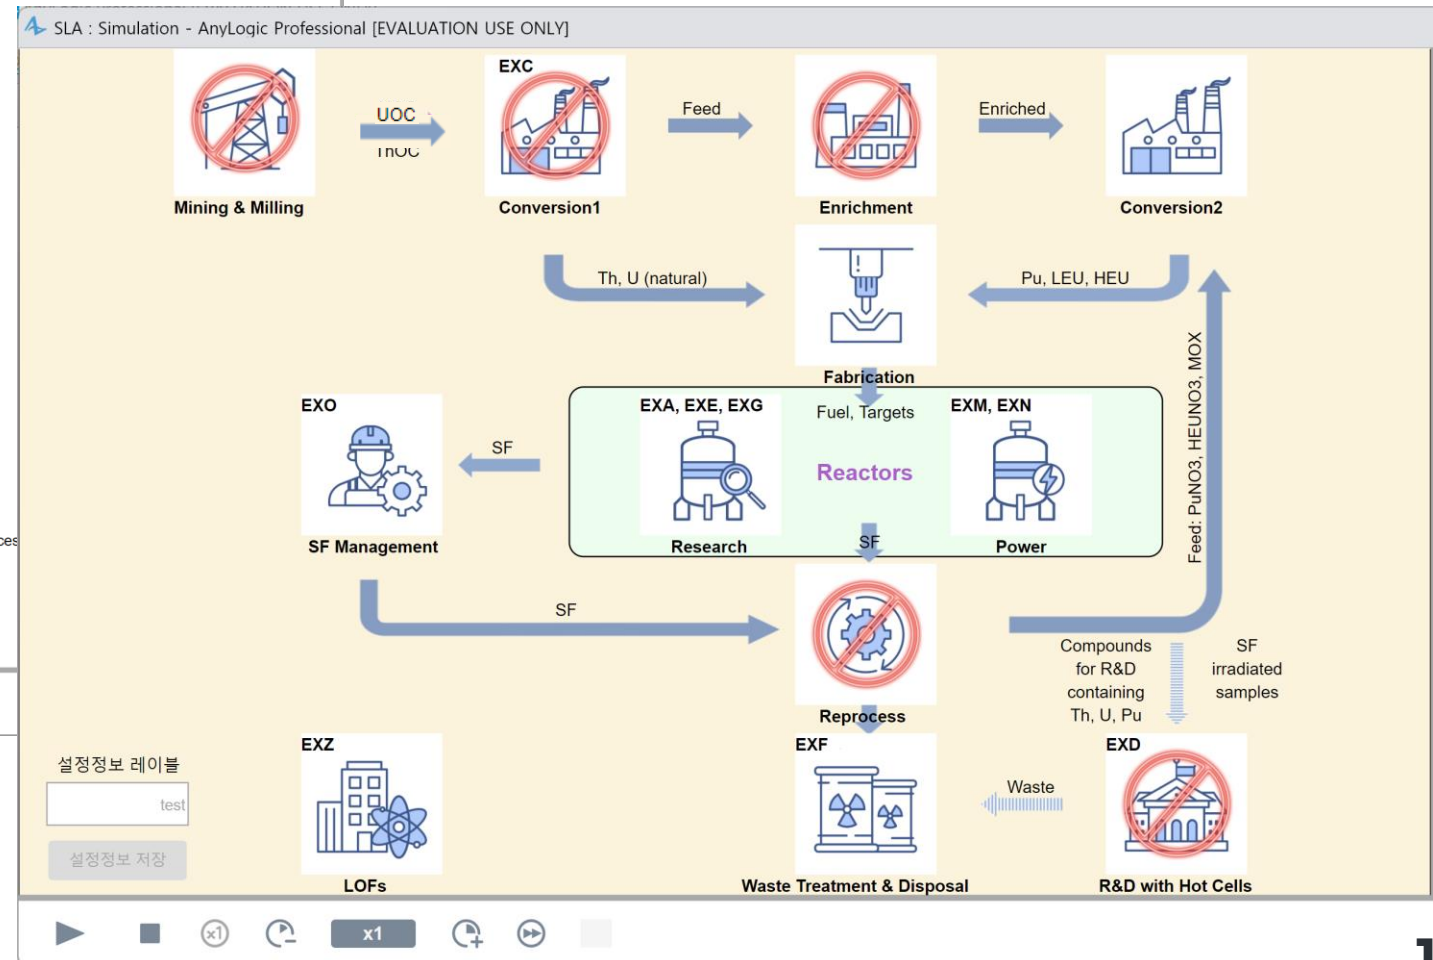 SLA : Simulation - AnyLogic Professional [EVALUATION USE ONLY]
EXC
UOC
ThOC
Feed
Enriched
Mining & Milling
Conversion1
Enrichment
Conversion2
Th, U (natural)
Pu, LEU, HEU
Fabrication
Feed: PuNO3, HEUNO3, MOX
EXO
EXA, EXE, EXG
Fuel, Targets
EXM, EXN
SF
Reactors
SF Management
Research
SF
Power
SF
Compounds
for R&D
containing
Th, U, Pu
SF
irradiated
samples
Reprocess
EXZ
EXF
EXD
설정정보 레이블
test
설정정보 저장
Waste
LOFs
Waste Treatment & Disposal
R&D with Hot Cells
x1
x1